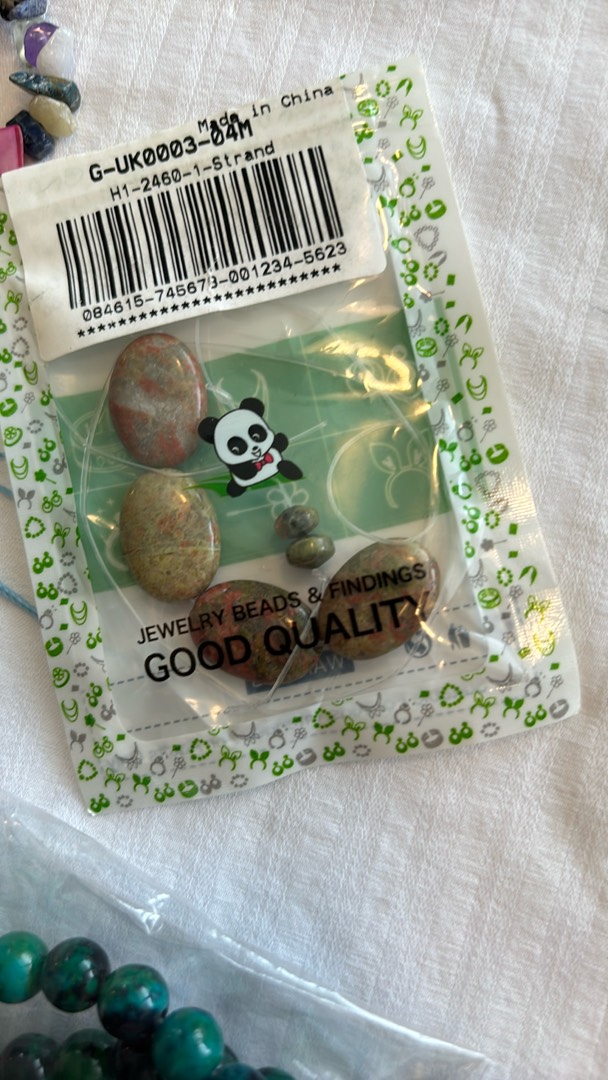 Made in China
G-UK0003-04M
H1-2460-1-Strand
084615-745673-001234-5623
**************************
JEWELRY BEADS & FINDINGS
GOOD QUALITY